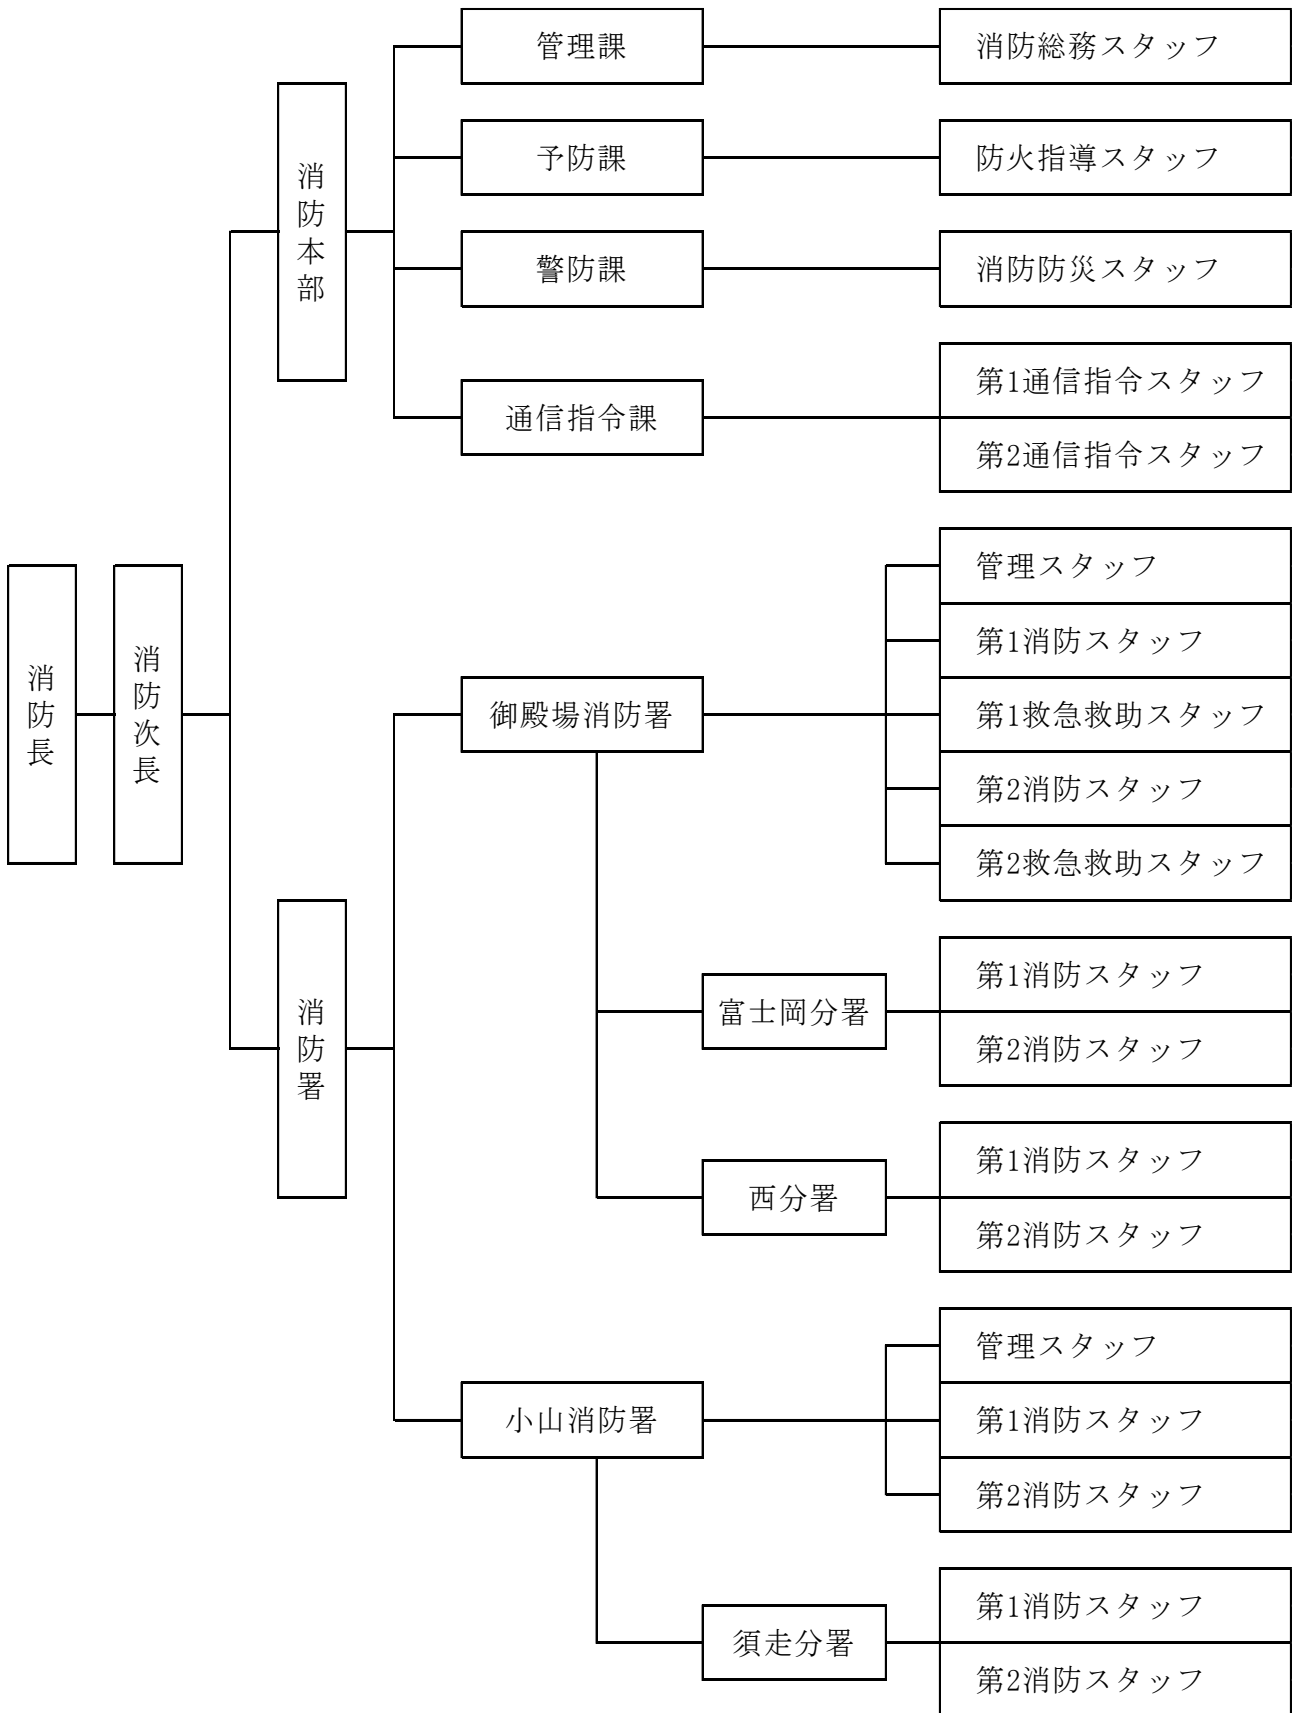 消防長
消防次長
消防本部
管理課
消防総務スタッフ
予防課
防火指導スタッフ
警防課
消防防災スタッフ
通信指令課
第1通信指令スタッフ
第2通信指令スタッフ
消防署
御殿場消防署
管理スタッフ
第1消防スタッフ
第1救急救助スタッフ
第2消防スタッフ
第2救急救助スタッフ
富士岡分署
第1消防スタッフ
第2消防スタッフ
西分署
第1消防スタッフ
第2消防スタッフ
小山消防署
管理スタッフ
第1消防スタッフ
第2消防スタッフ
須走分署
第1消防スタッフ
第2消防スタッフ